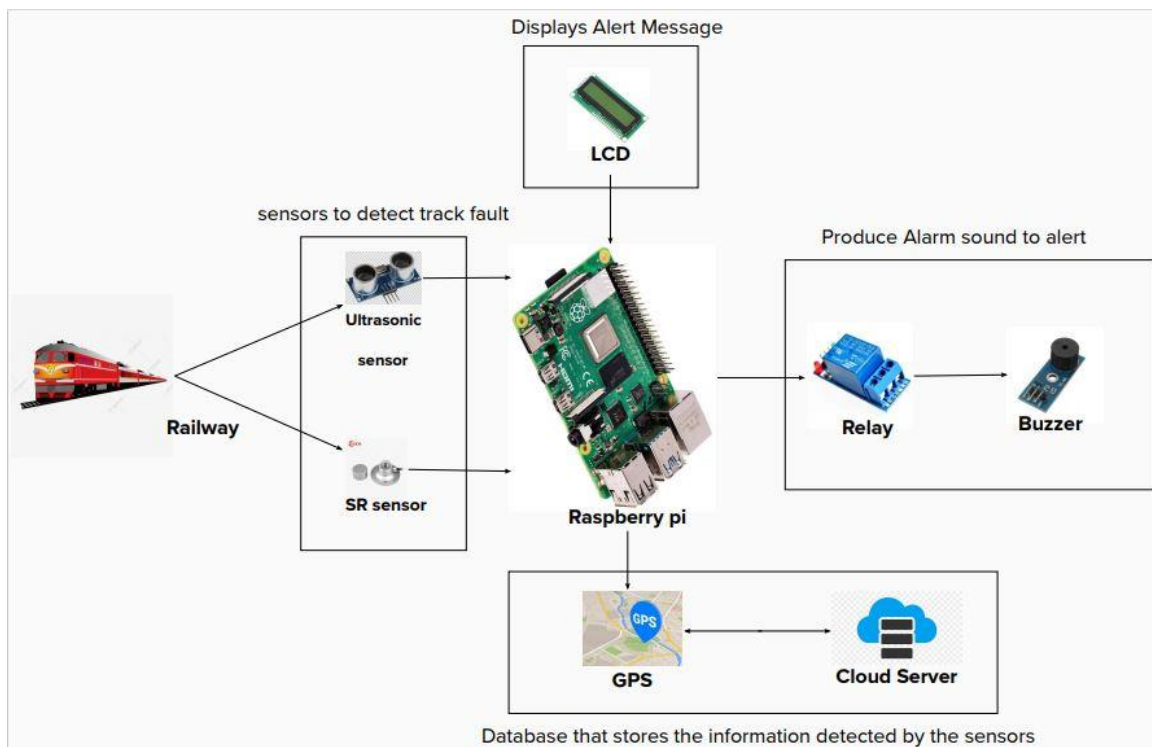 Displays Alert Message
LCD
sensors to detect track fault
Produce Alarm sound to alert
Ultrasonic
sensor
Railway
SR sensor
Relay
Buzzer
Raspberry pi
GPS
GPS
Cloud Server
Database that stores the information detected by the sensors